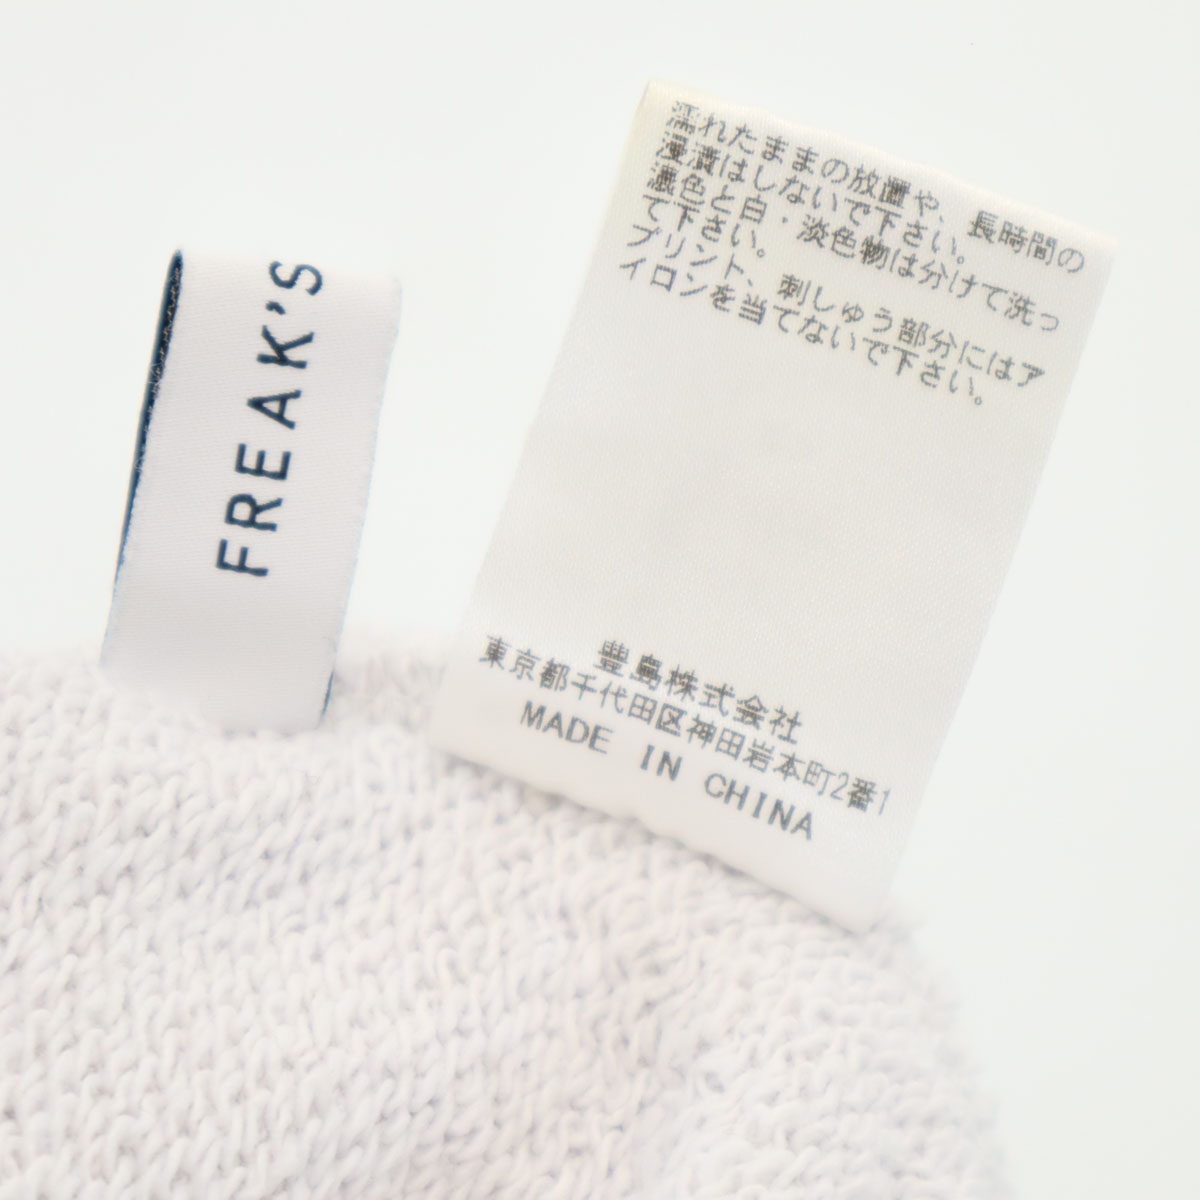 FREAK'S
濡れたままの放置や、長時間の
浸漬はしないで下さい。
濃色と白・淡色物は分けて洗っ
て下さい。
プリント、刺しゅう部分にはア
イロンを当てないで下さい。
豊島株式会社
東京都千代田区神田岩本町2番1
MADE IN CHINA